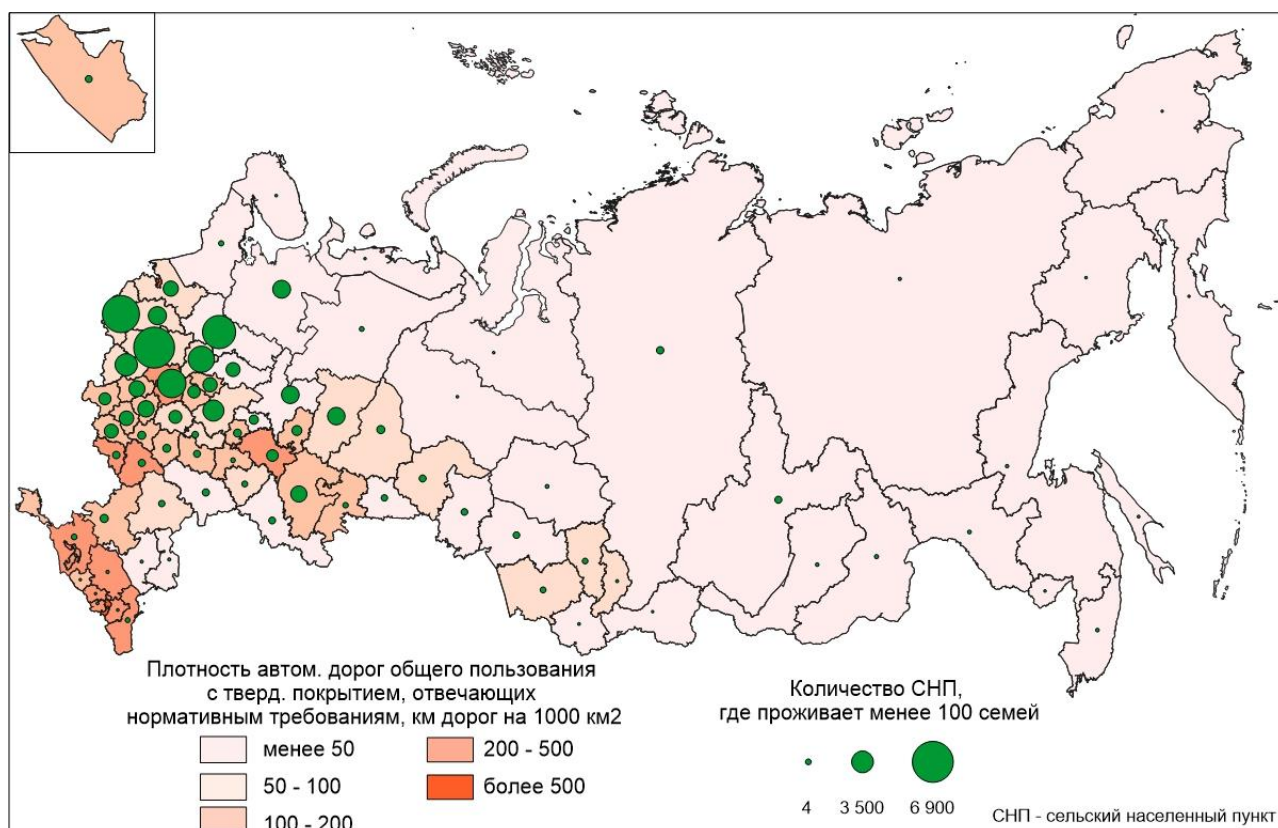 Плотность автом. дорог общего пользования
с тверд. покрытием, отвечающих
нормативным требованиям, км дорог на 1000 км2
менее 50
50 - 100
100 - 200
200 - 500
более 500
Количество СНП,
где проживает менее 100 семей
4 3 500 6 900
СНП - сельский населенный пункт